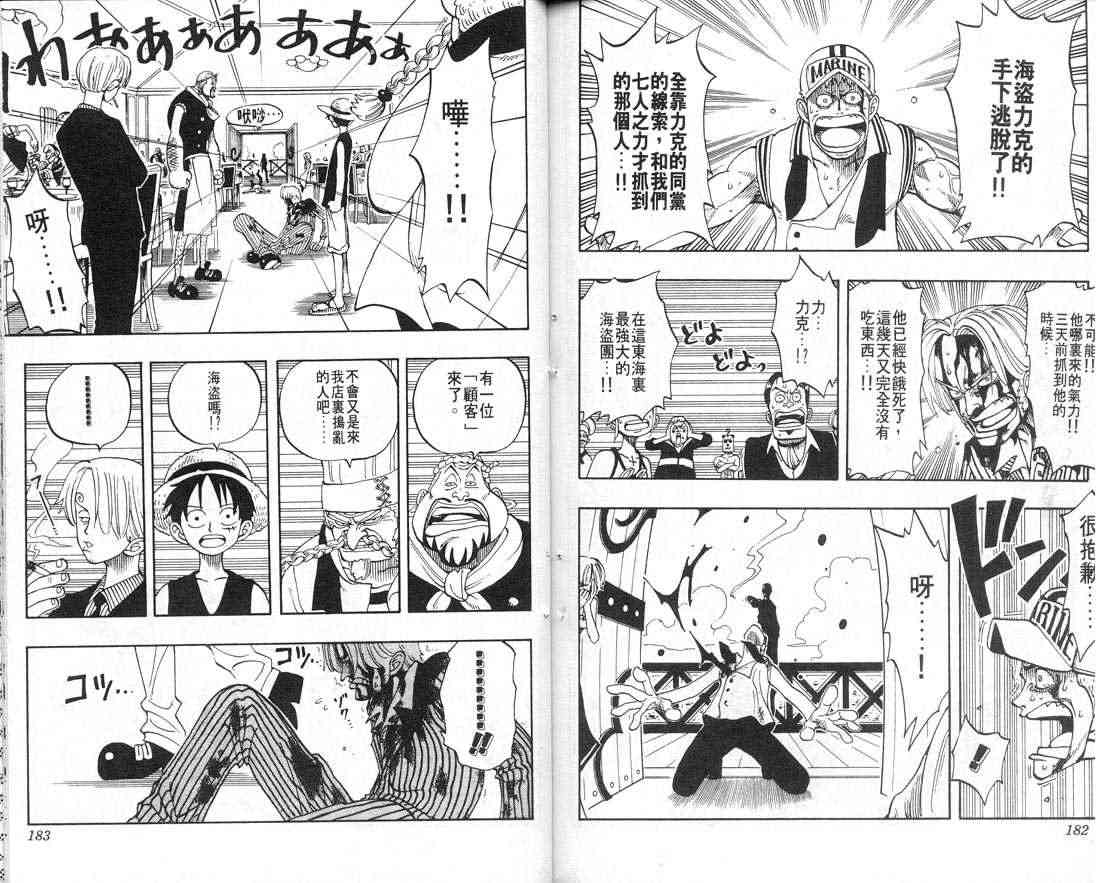 海盜力克的
手下逃脫了!!
MARINE
全靠力克的同黨
的線索，和我們
七人之力才抓到
的那個人…!!
不可能!!
他哪裏來的氣力!!
三天前抓到他的
時候…
他已經快餓死了，
這幾天又完全沒有
吃東西…!!
力…
力克…!?
どよ
どよっ
在這東海裏
最強大的
海盜團…!!
很抱歉…
MARINE
!!
ドン
呀…!
182
わあああああああ
嘩……!!
呎吵…
呀……!!
有一位
「顧客」
來了。
不會又是來
我店裏搗亂
的人吧……
海盜嗎!?
…………
…………!!
コツ…
コツ…
183